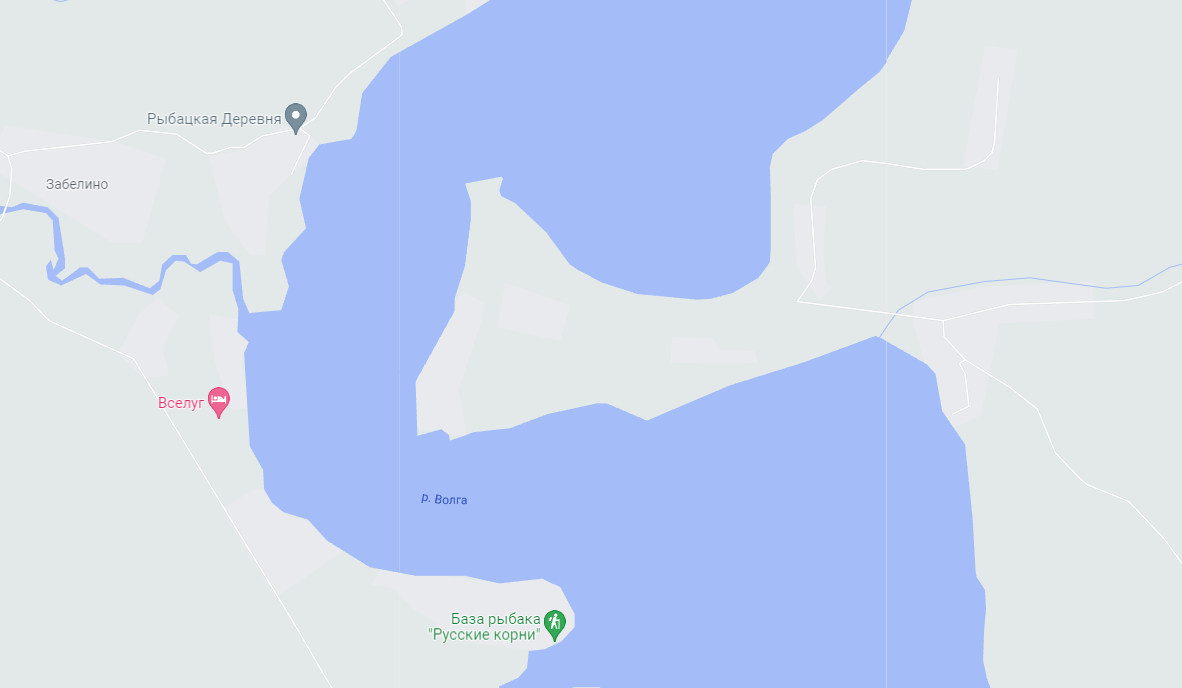 Рыбацкая Деревня
Забелино
Вселуг
р. Волга
База рыбака
"Русские корни"